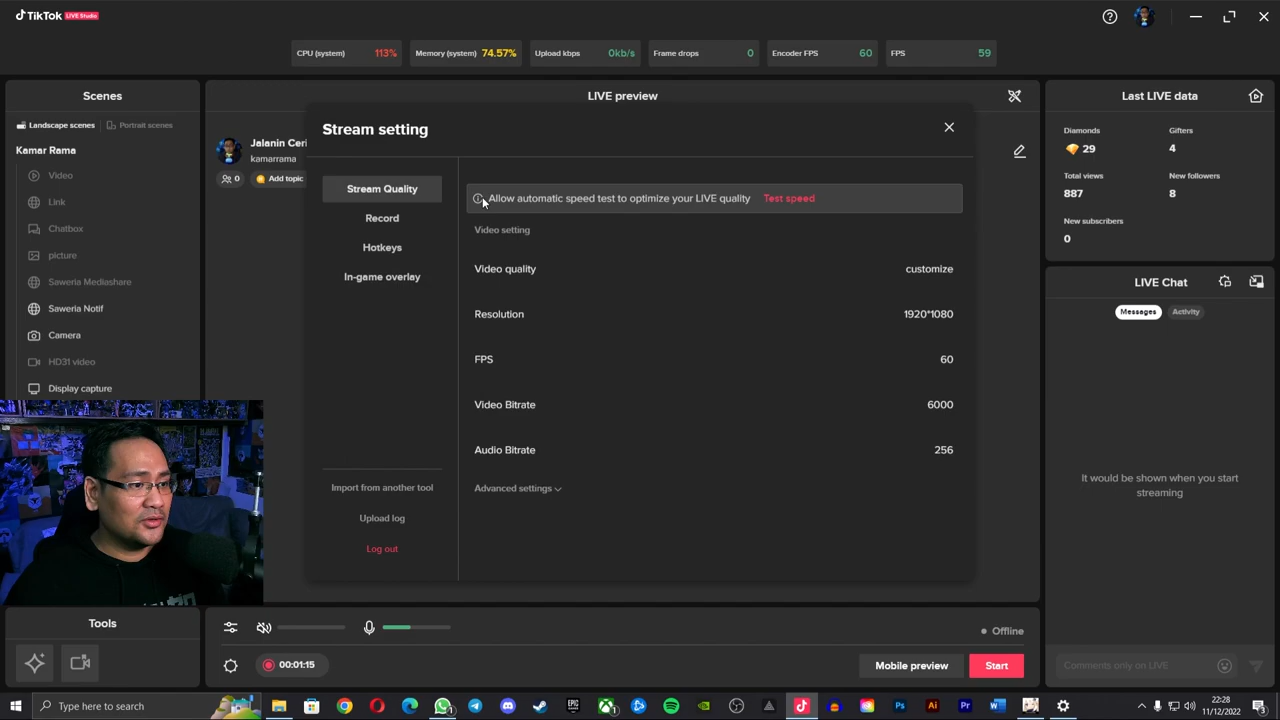 TikTok LIVE Studio
CPU (system) 113%
Memory (system) 74.57%
Upload kbps 0kb/s
Frame drops 0
Encoder FPS 60
FPS 59
Scenes
Landscape scenes
Portrait scenes
Kamar Rama
Video
Link
Chatbox
picture
Saweria Mediashare
Saweria Notif
Camera
HD31 video
Display capture
LIVE preview
Jalanin Ceri
kamarrama
0
Add topic
Stream setting
Stream Quality
Record
Hotkeys
In-game overlay
Import from another tool
Upload log
Log out
Allow automatic speed test to optimize your LIVE quality Test speed
Video setting
Video quality customize
Resolution 1920*1080
FPS 60
Video Bitrate 6000
Audio Bitrate 256
Advanced settings
Last LIVE data
Diamonds
29
Gifters
4
Total views
887
New followers
8
New subscribers
0
LIVE Chat
Messages
Activity
It would be shown when you start
streaming
Comments only on LIVE
Tools
Offline
00:01:15
Mobile preview
Start
Type here to search
22:28
11/12/2022